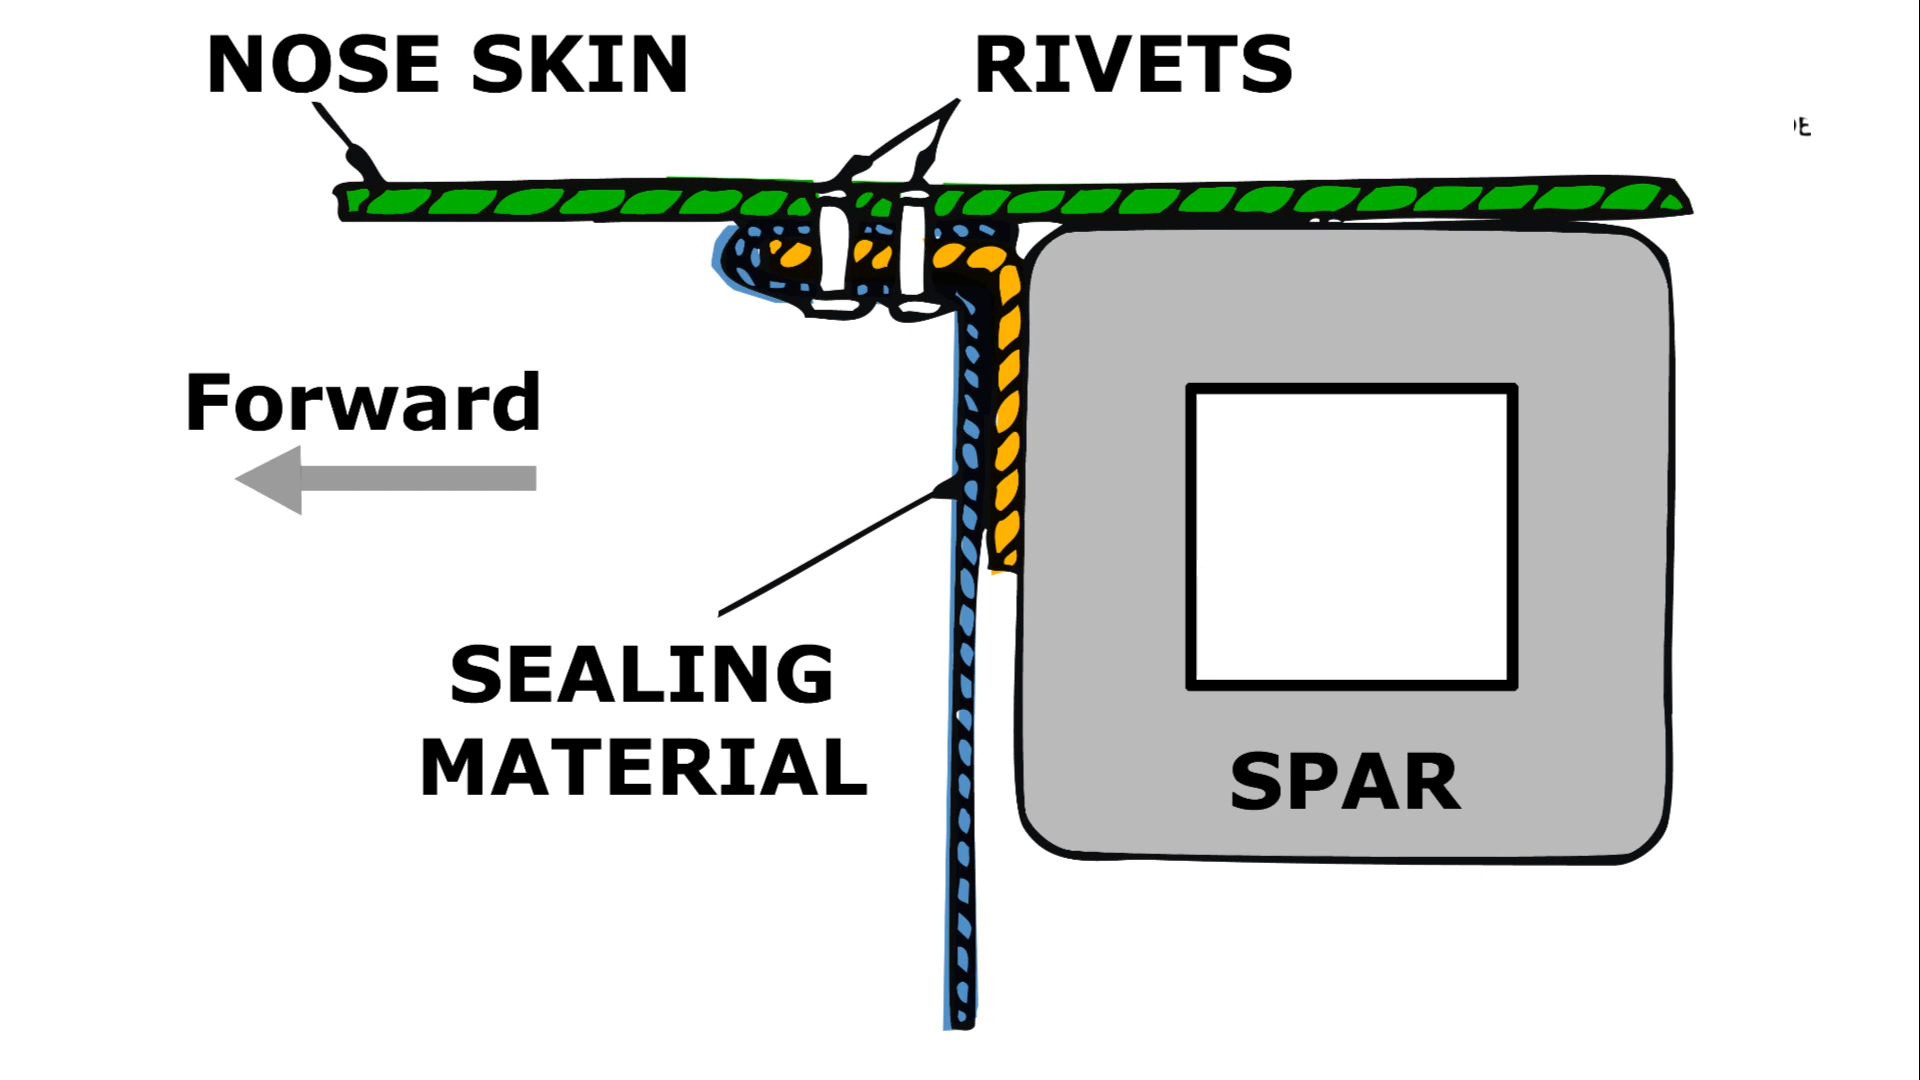 NOSE SKIN
RIVETS
Forward
SEALING
MATERIAL
SPAR